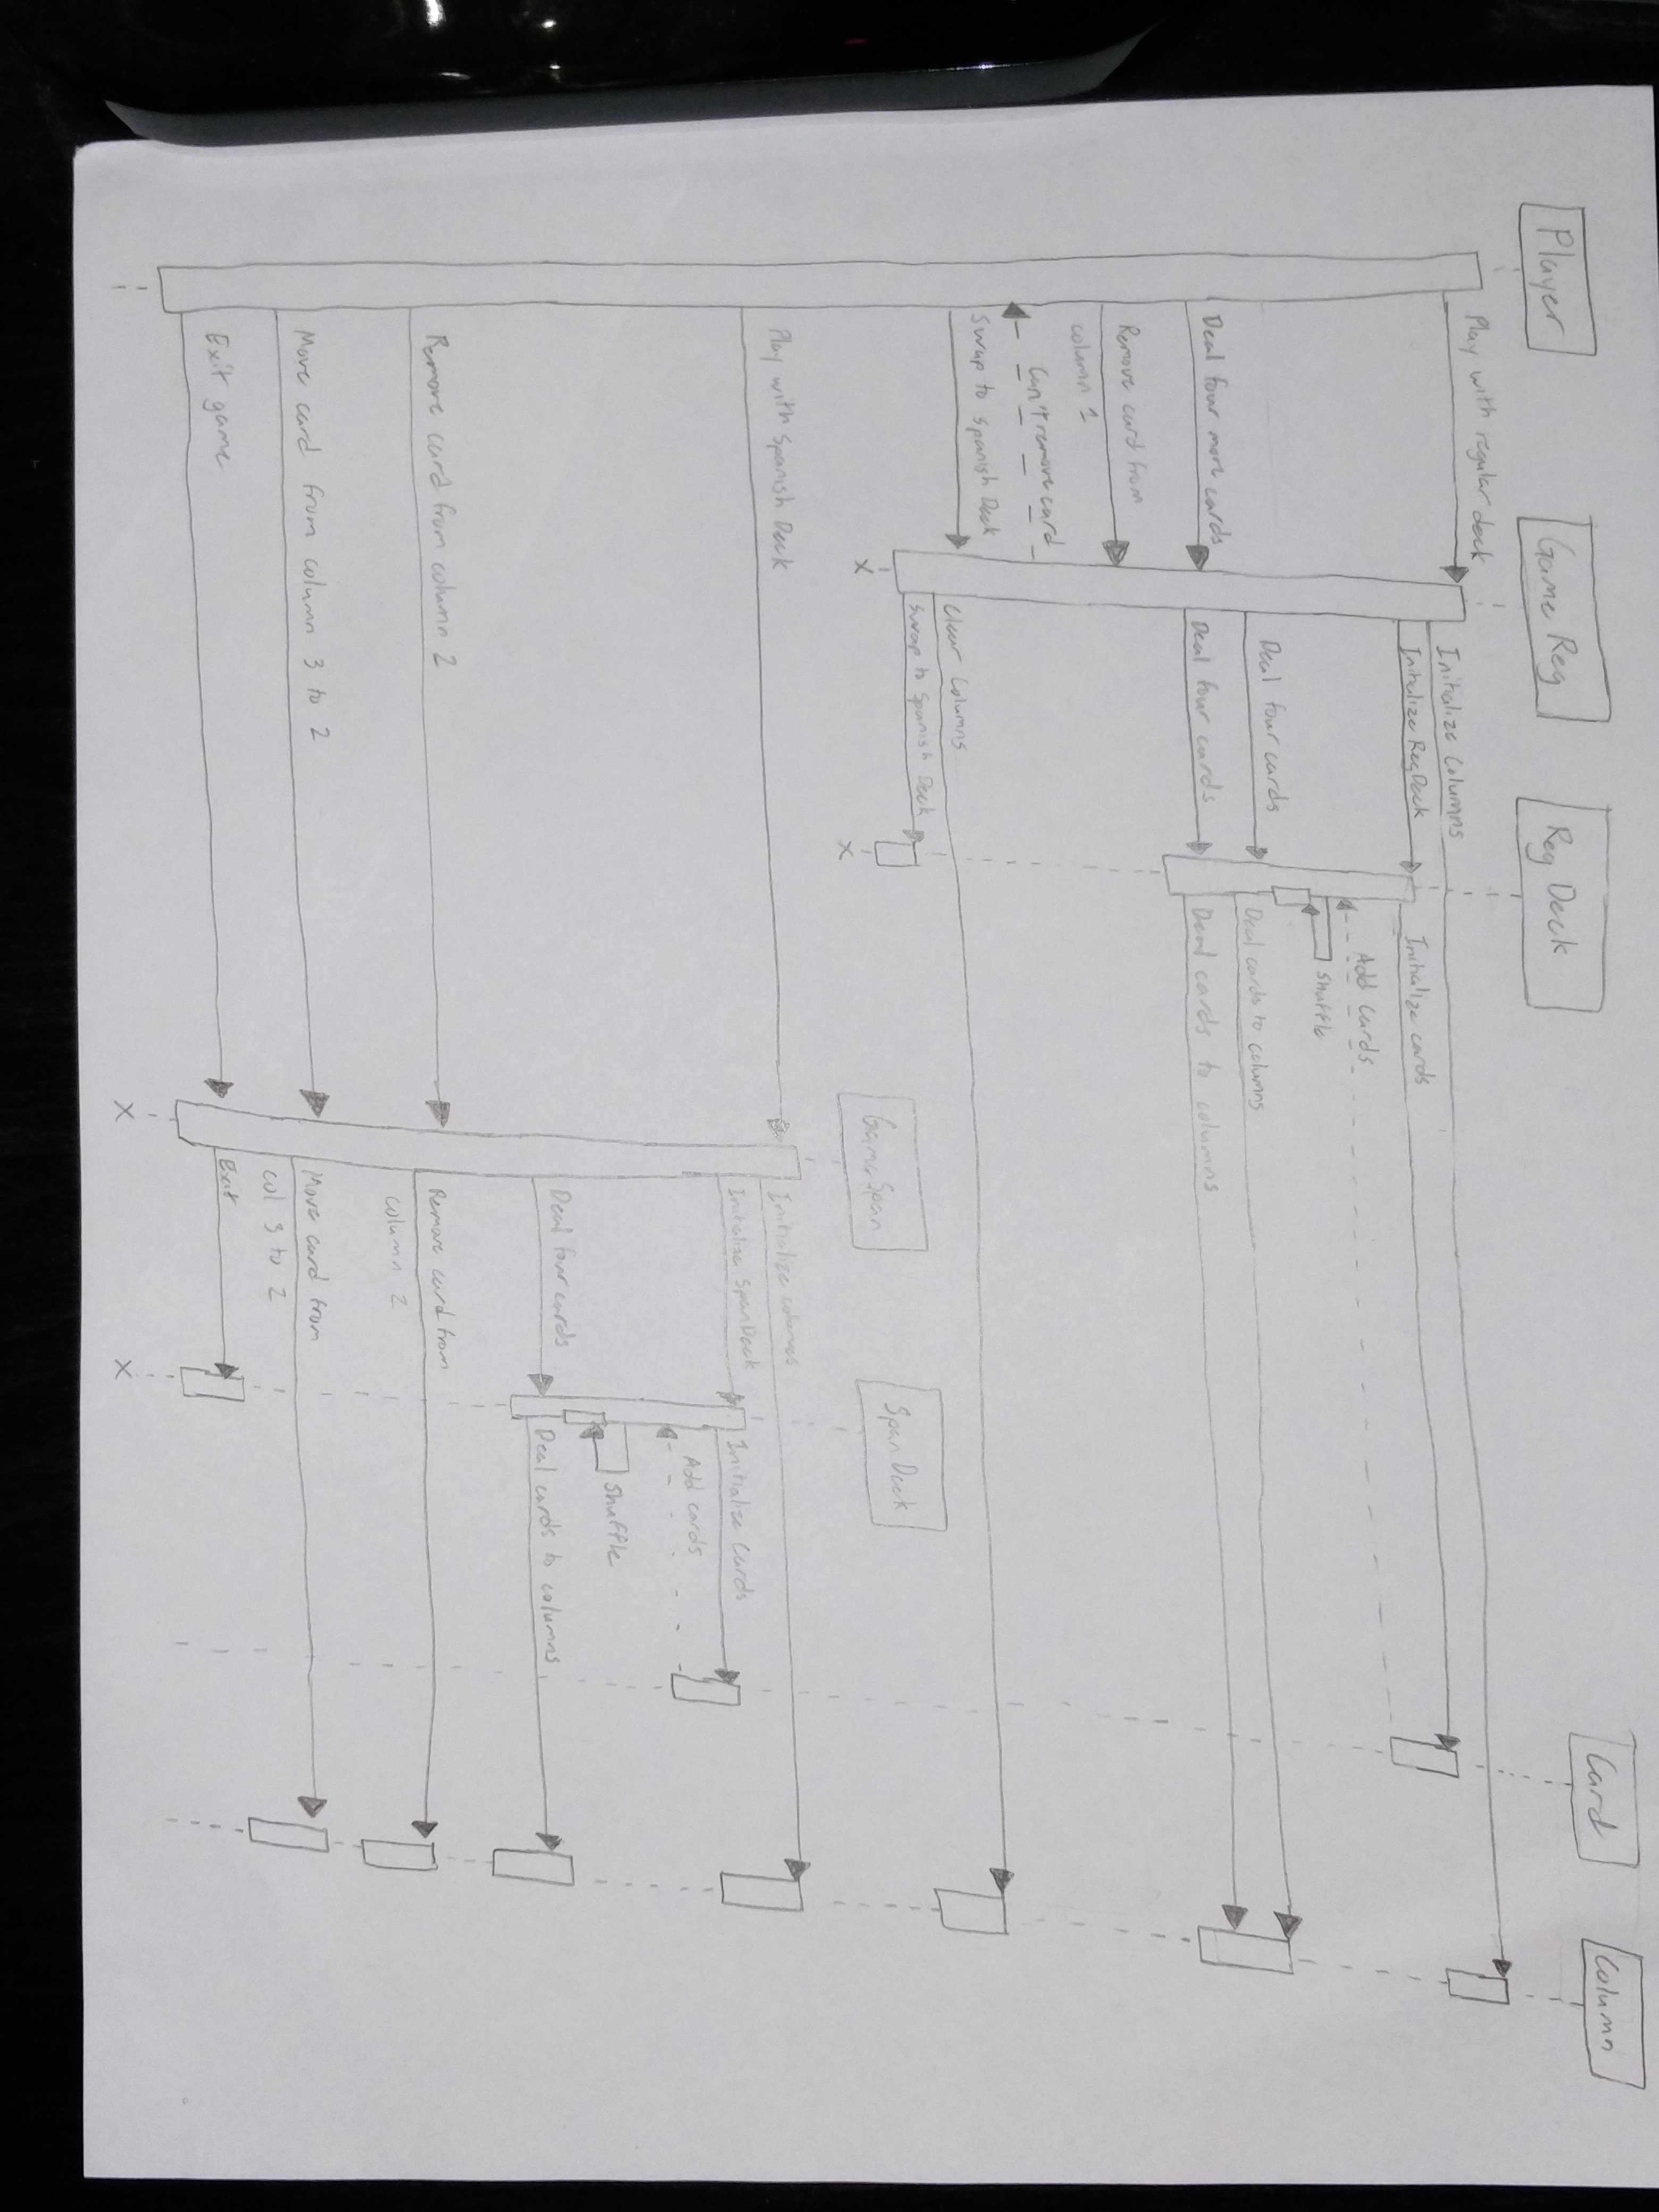 Player
Game Reg
Reg Deck
Card
Column
Play with regular deck
Initialize Columns
Initialize RegDeck
Initialize cards
Add Cards
Shuffle
Deal four cards
Deal cards to columns
Deal four more cards
Deal four cards
Deal cards to columns
Remove card from
column 1
Can't remove card
Swap to Spanish Deck
Clear Columns
Swap to Spanish Deck
X
X
Game Span
Span Deck
Play with Spanish Deck
Initialize columns
Initialize SpanDeck
Initialize Cards
Add cards
Shuffle
Deal four cards
Deal cards to columns
Remove card from column 2
Remove card from
column 2
Move card from column 3 to 2
Move card from
col 3 to 2
Exit game
Exit
X
X